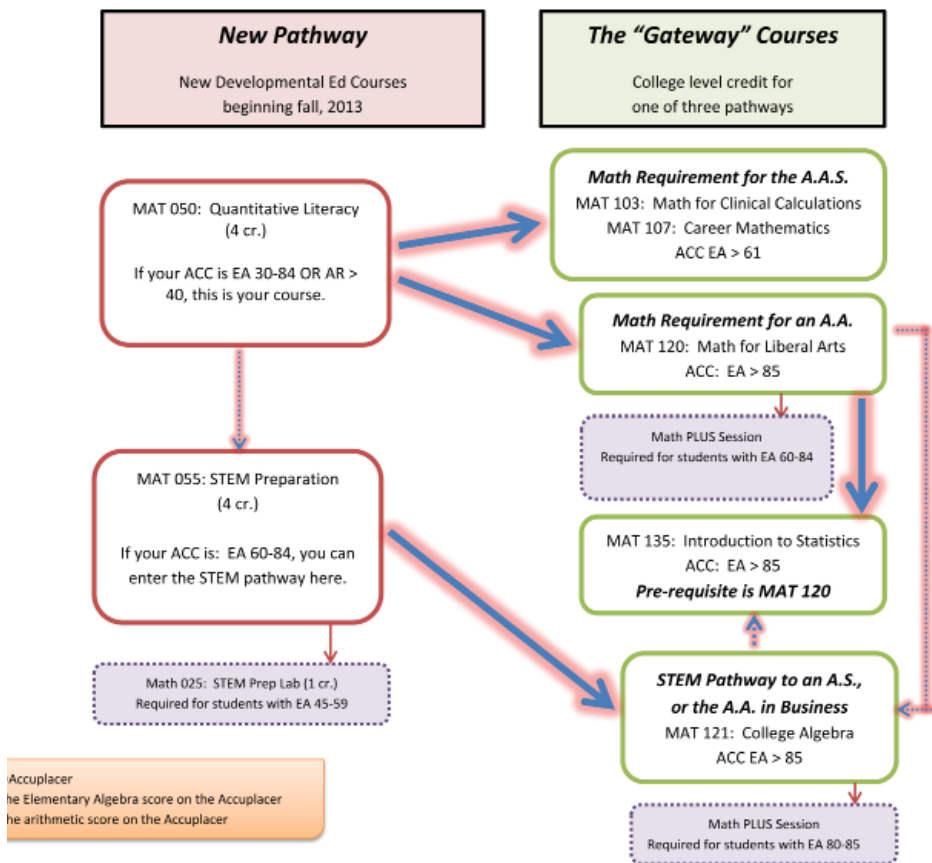 New Pathway
New Developmental Ed Courses
beginning fall, 2013
The “Gateway” Courses
College level credit for
one of three pathways
MAT 050: Quantitative Literacy
(4 cr.)
If your ACC is EA 30-84 OR AR >
40, this is your course.
Math Requirement for the A.A.S.
MAT 103: Math for Clinical Calculations
MAT 107: Career Mathematics
ACC EA > 61
Math Requirement for an A.A.
MAT 120: Math for Liberal Arts
ACC: EA > 85
Math PLUS Session
Required for students with EA 60-84
MAT 055: STEM Preparation
(4 cr.)
If your ACC is: EA 60-84, you can
enter the STEM pathway here.
MAT 135: Introduction to Statistics
ACC: EA > 85
Pre-requisite is MAT 120
Math 025: STEM Prep Lab (1 cr.)
Required for students with EA 45-59
STEM Pathway to an A.S.,
or the A.A. in Business
MAT 121: College Algebra
ACC EA > 85
Math PLUS Session
Required for students with EA 80-85
Accuplacer
he Elementary Algebra score on the Accuplacer
he arithmetic score on the Accuplacer